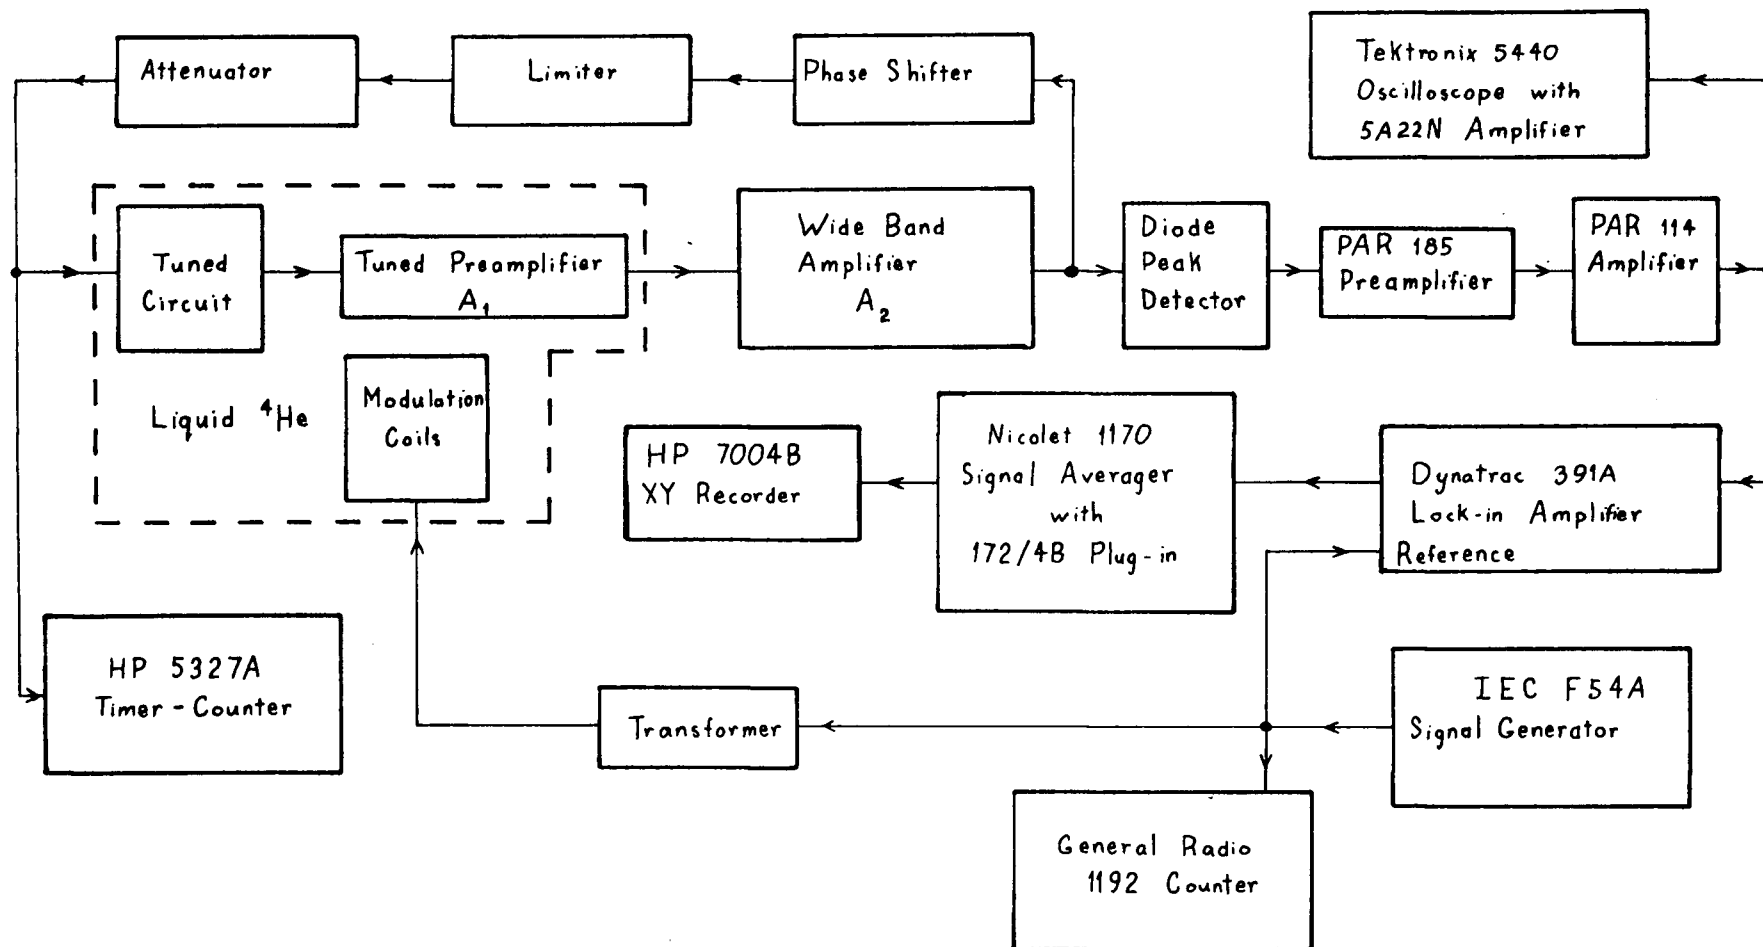 Attenuator
Limiter
Phase Shifter
Tektronix 5440
Oscilloscope with
5A22N Amplifier
Tuned
Circuit
Tuned Preamplifier
A1
Wide Band
Amplifier
A2
Diode
Peak
Detector
PAR 185
Preamplifier
PAR 114
Amplifier
Liquid ⁴He
Modulation
Coils
HP 7004B
XY Recorder
Nicolet 1170
Signal Averager
with
172/4B Plug-in
Dynatrac 391A
Lock-in Amplifier
Reference
HP 5327A
Timer-Counter
Transformer
IEC F54A
Signal Generator
General Radio
1192 Counter